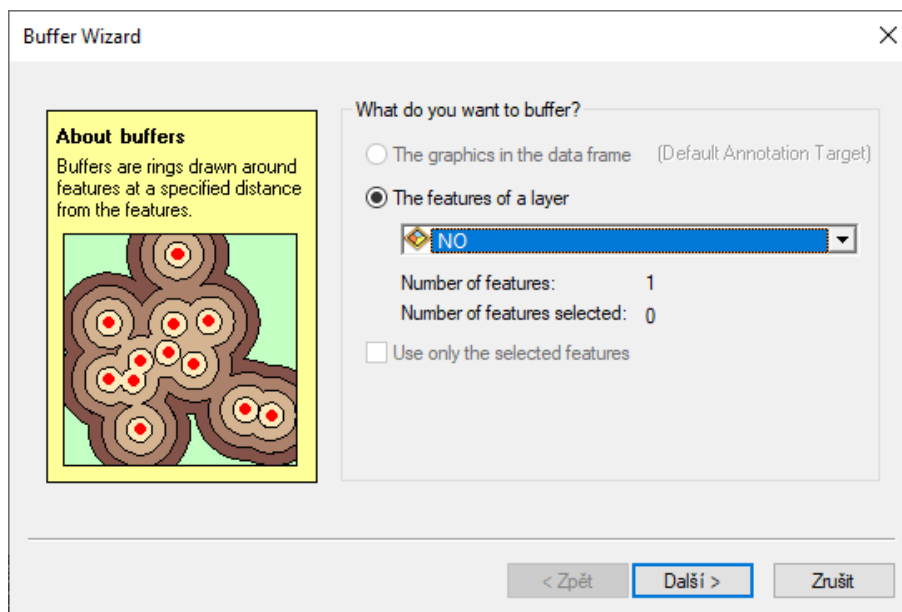 Buffer Wizard
About buffers
Buffers are rings drawn around
features at a specified distance
from the features.
What do you want to buffer?
The graphics in the data frame (Default Annotation Target)
The features of a layer
NO
Number of features: 1
Number of features selected: 0
Use only the selected features
< Zpět
Další >
Zrušit